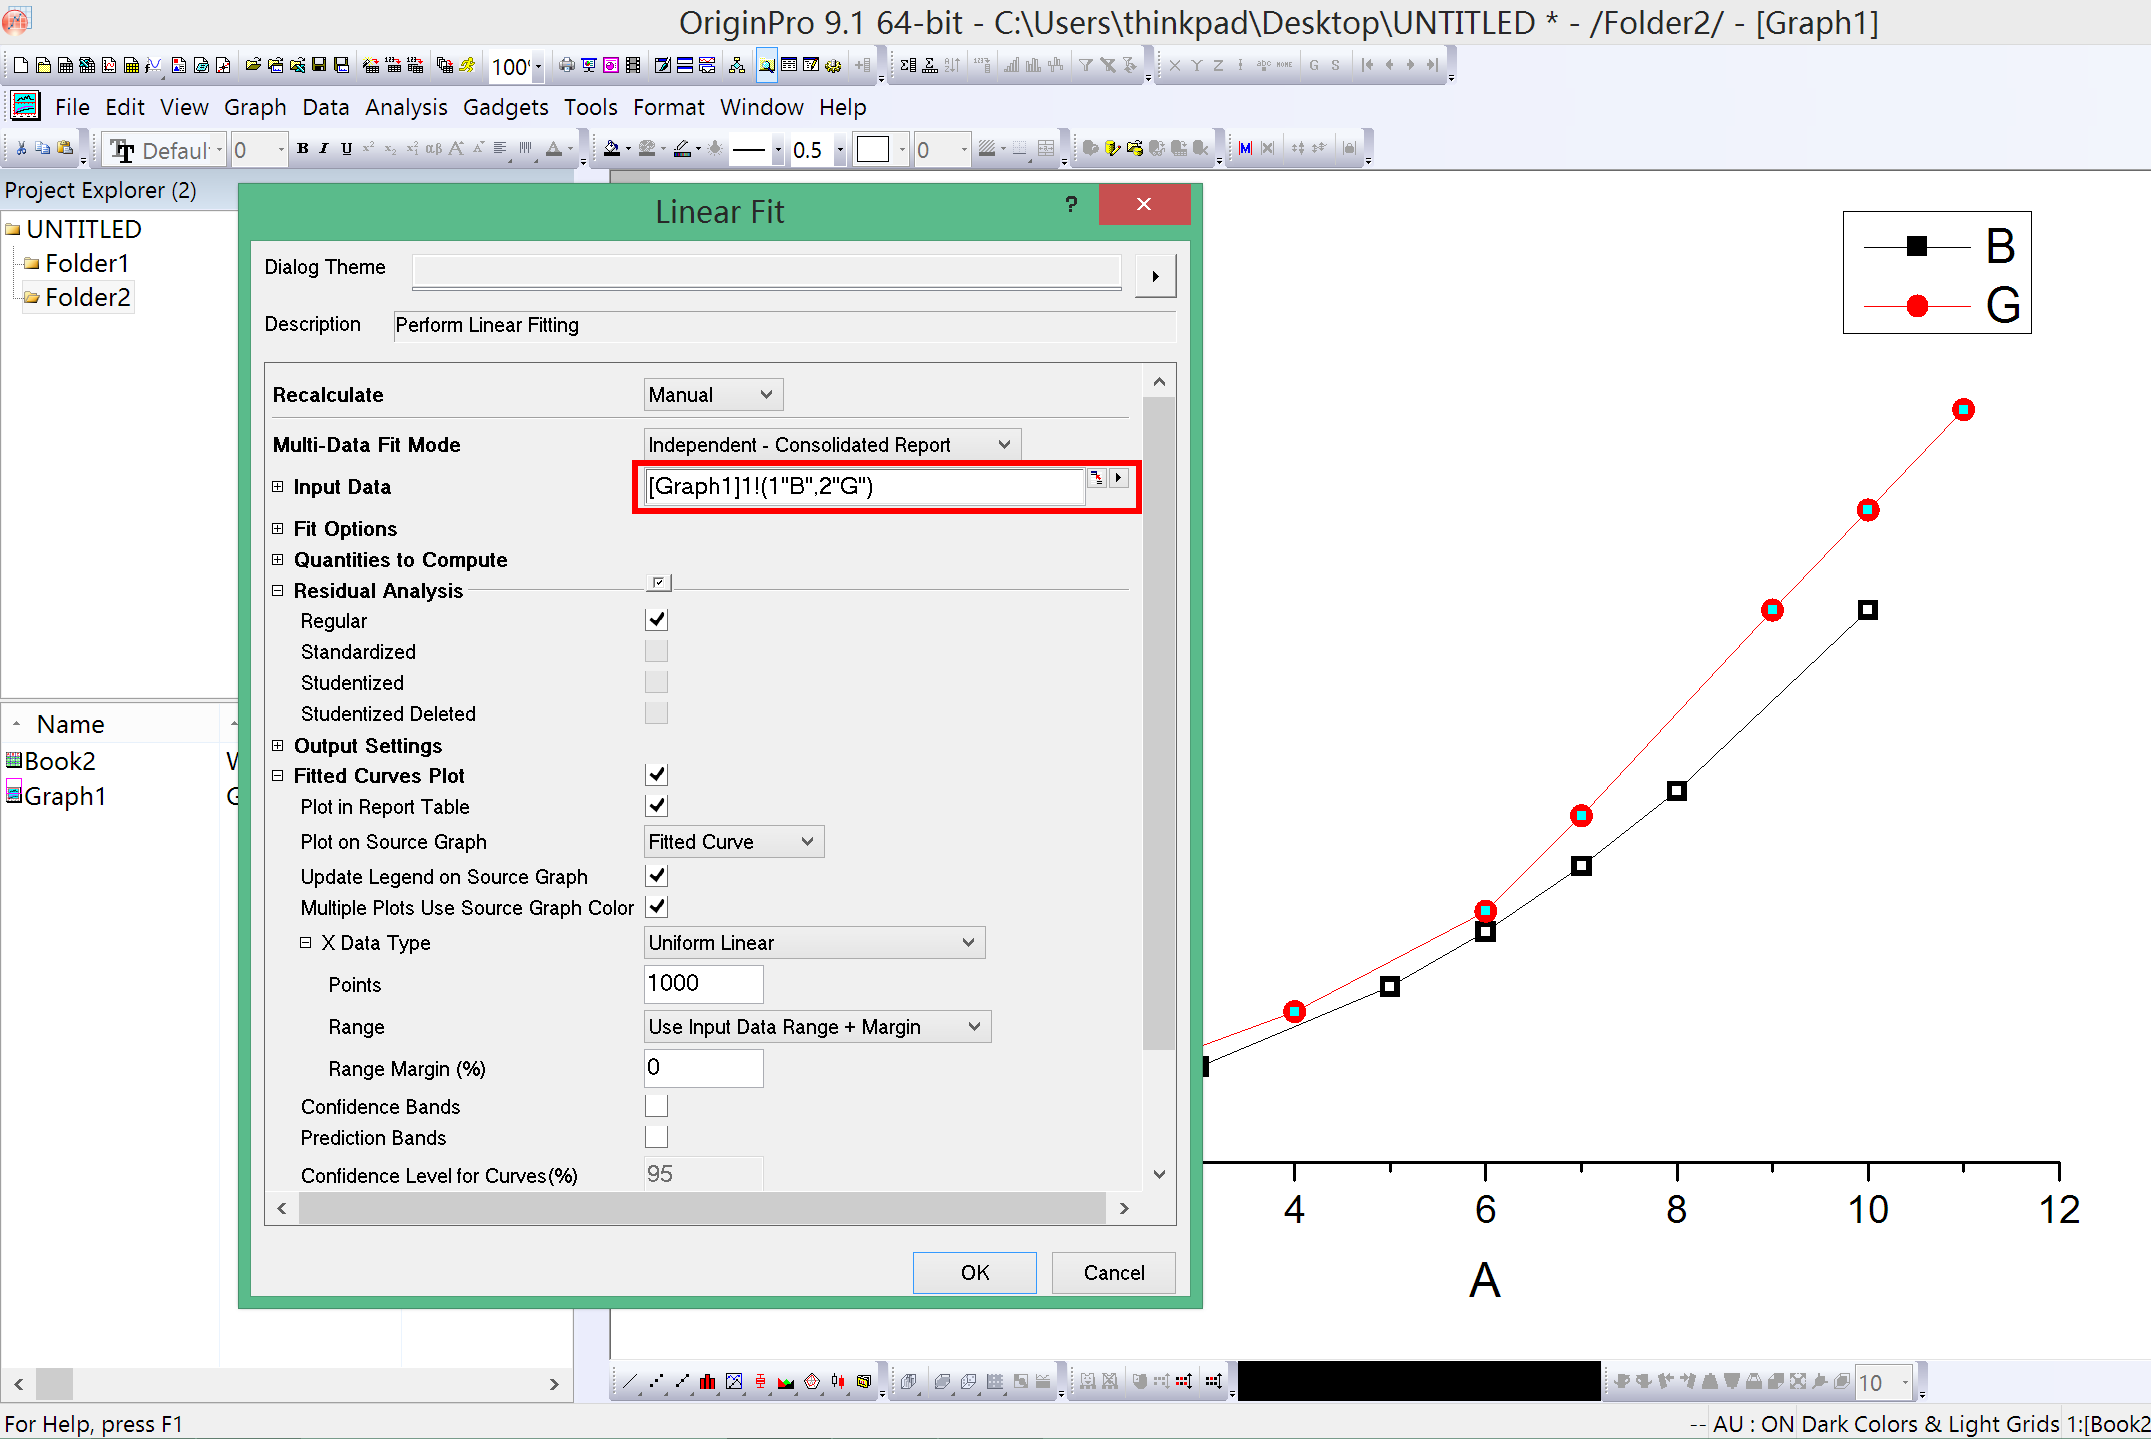 OriginPro 9.1 64-bit - C:\Users\thinkpad\Desktop\UNTITLED * - /Folder2/ - [Graph1]
File Edit View Graph Data Analysis Gadgets Tools Format Window Help
100%
Default 0 B I U 0.5 0
Project Explorer (2)
UNTITLED
Folder1
Folder2
Name
Book2
Graph1
Linear Fit
?
Dialog Theme
Description Perform Linear Fitting
Recalculate Manual
Multi-Data Fit Mode Independent - Consolidated Report
Input Data [Graph1]1!(1"B",2"G")
Fit Options
Quantities to Compute
Residual Analysis
Regular
Standardized
Studentized
Studentized Deleted
Output Settings
Fitted Curves Plot
Plot in Report Table
Plot on Source Graph Fitted Curve
Update Legend on Source Graph
Multiple Plots Use Source Graph Color
X Data Type Uniform Linear
Points 1000
Range Use Input Data Range + Margin
Range Margin (%) 0
Confidence Bands
Prediction Bands
Confidence Level for Curves(%) 95
OK Cancel
B
G
4 6 8 10 12
A
10
For Help, press F1
-- AU : ON Dark Colors & Light Grids 1:[Book2